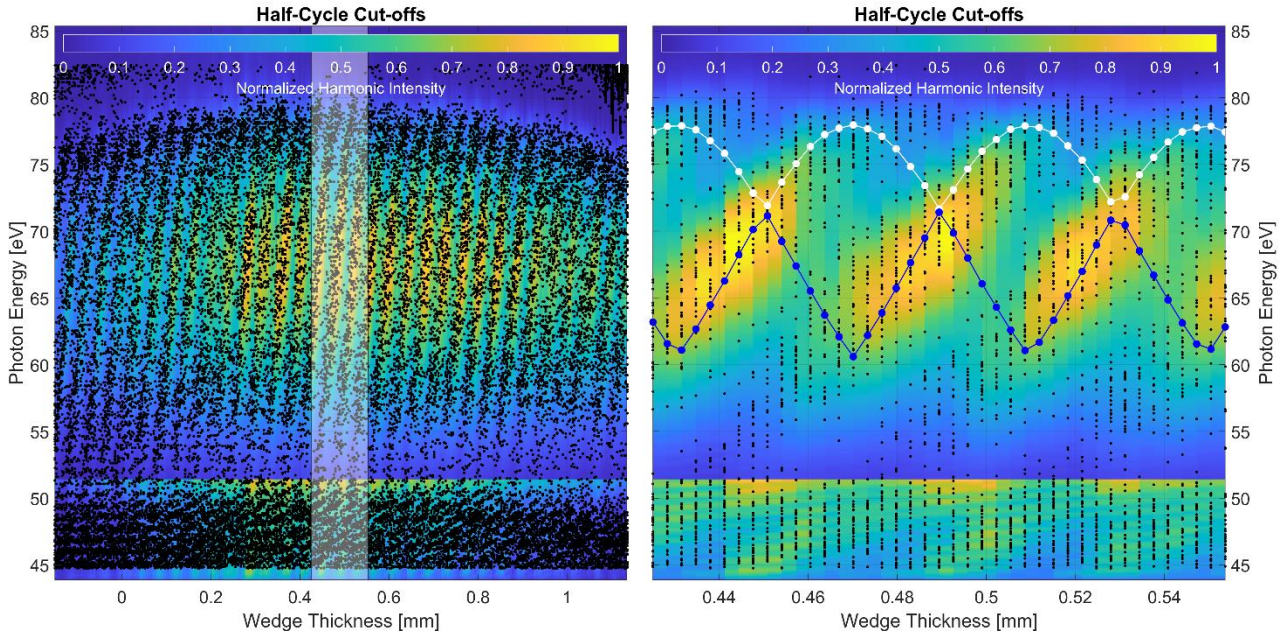 Half-Cycle Cut-offs
0 0.1 0.2 0.3 0.4 0.5 0.6 0.7 0.8 0.9 1
Normalized Harmonic Intensity
85
80
75
70
65
60
55
50
45
Photon Energy [eV]
0 0.2 0.4 0.6 0.8 1
Wedge Thickness [mm]
Half-Cycle Cut-offs
0 0.1 0.2 0.3 0.4 0.5 0.6 0.7 0.8 0.9 1
Normalized Harmonic Intensity
85
80
75
70
65
60
55
50
45
Photon Energy [eV]
0.44 0.46 0.48 0.5 0.52 0.54
Wedge Thickness [mm]